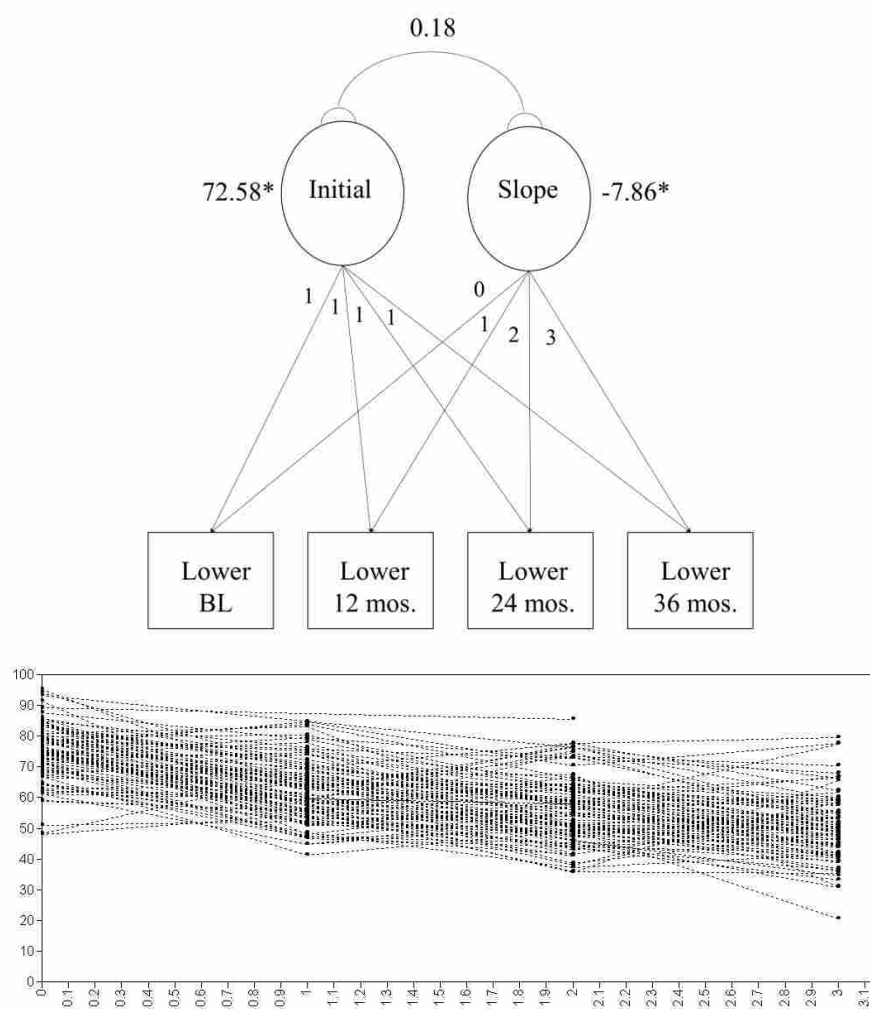 0.18
72.58* Initial Slope -7.86*
1 1 1 1 0 1 2 3
Lower Lower Lower Lower
BL 12 mos. 24 mos. 36 mos.
100
90
80
70
60
50
40
30
20
10
0
0 0.1 0.2 0.3 0.4 0.5 0.6 0.7 0.8 0.9 1 1.1 1.2 1.3 1.4 1.5 1.6 1.7 1.8 1.9 2 2.1 2.2 2.3 2.4 2.5 2.6 2.7 2.8 2.9 3 3.1